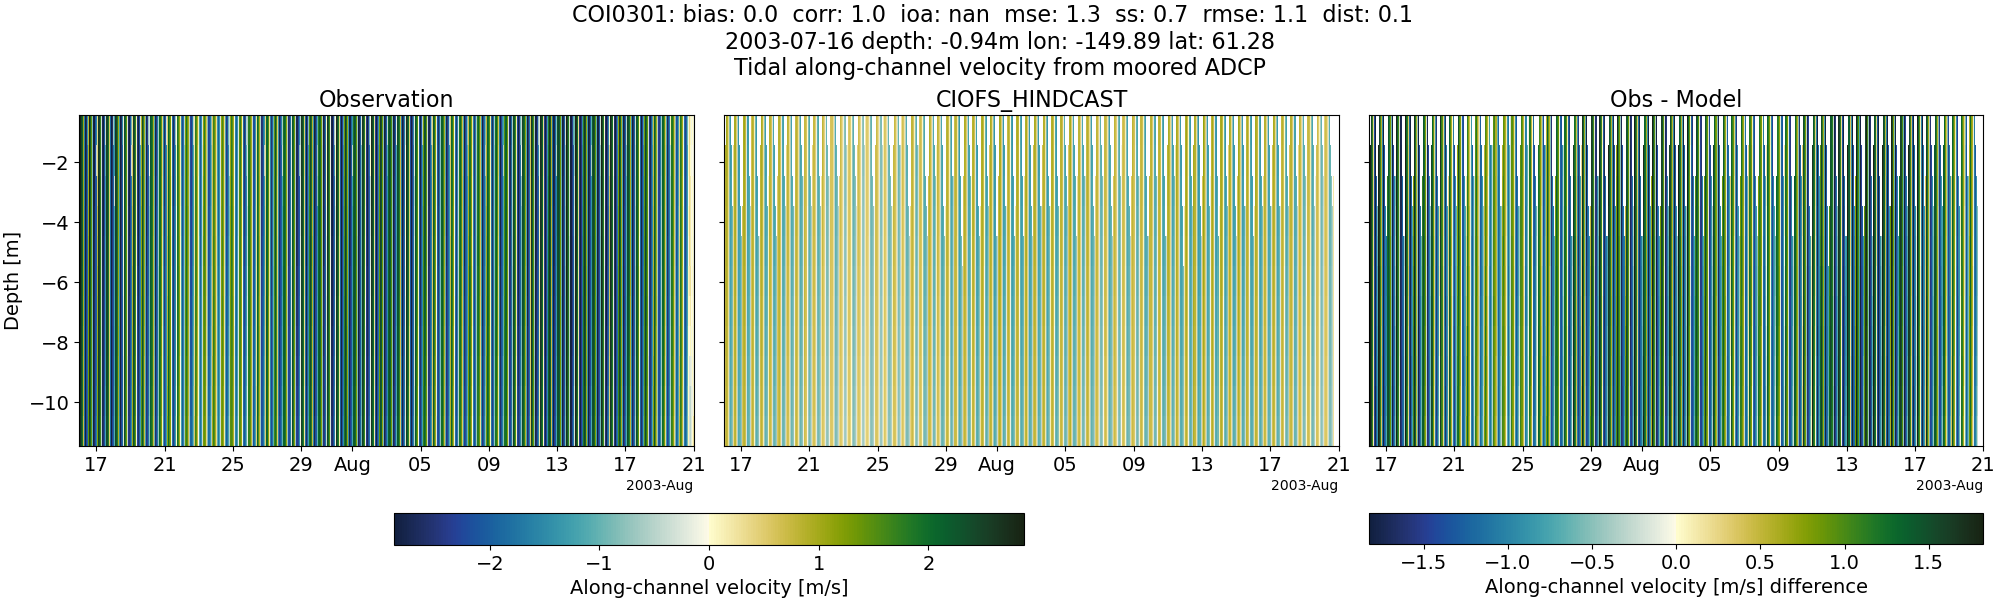 COI0301: bias: 0.0  corr: 1.0  ioa: nan  mse: 1.3  ss: 0.7  rmse: 1.1  dist: 0.1
2003-07-16 depth: -0.94m lon: -149.89 lat: 61.28
Tidal along-channel velocity from moored ADCP
Observation
CIOFS_HINDCAST
Obs - Model
Depth [m]
−2
−4
−6
−8
−10
17 21 25 29 Aug 05 09 13 17 21
2003-Aug
17 21 25 29 Aug 05 09 13 17 21
2003-Aug
17 21 25 29 Aug 05 09 13 17 21
2003-Aug
−2 −1 0 1 2
Along-channel velocity [m/s]
−1.5 −1.0 −0.5 0.0 0.5 1.0 1.5
Along-channel velocity [m/s] difference